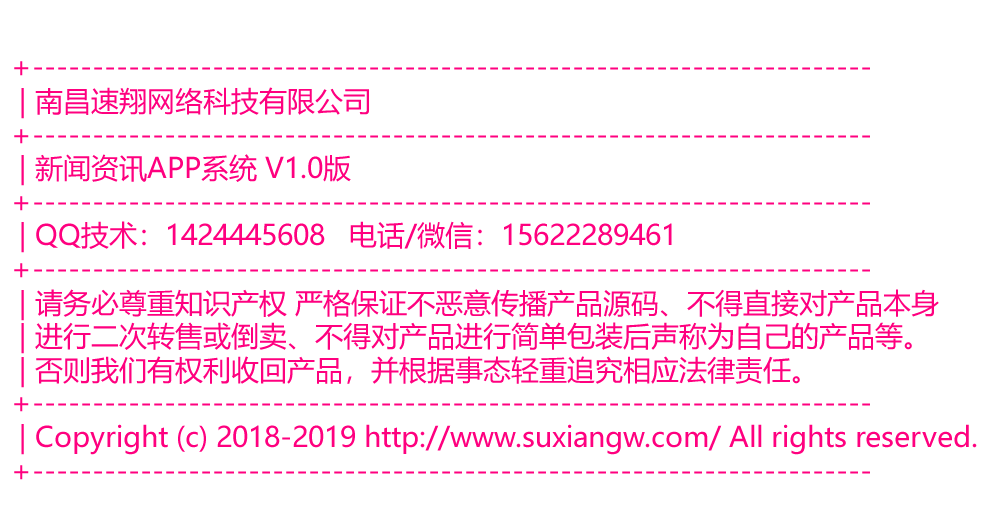 +----------------------------------------------------------------------
| 南昌速翔网络科技有限公司
+----------------------------------------------------------------------
| 新闻资讯APP系统 V1.0版
+----------------------------------------------------------------------
| QQ技术：1424445608   电话/微信：15622289461
+----------------------------------------------------------------------
| 请务必尊重知识产权 严格保证不恶意传播产品源码、不得直接对产品本身
| 进行二次转售或倒卖、不得对产品进行简单包装后声称为自己的产品等。
| 否则我们有权利收回产品，并根据事态轻重追究相应法律责任。
+----------------------------------------------------------------------
| Copyright (c) 2018-2019 http://www.suxiangw.com/ All rights reserved.
+----------------------------------------------------------------------